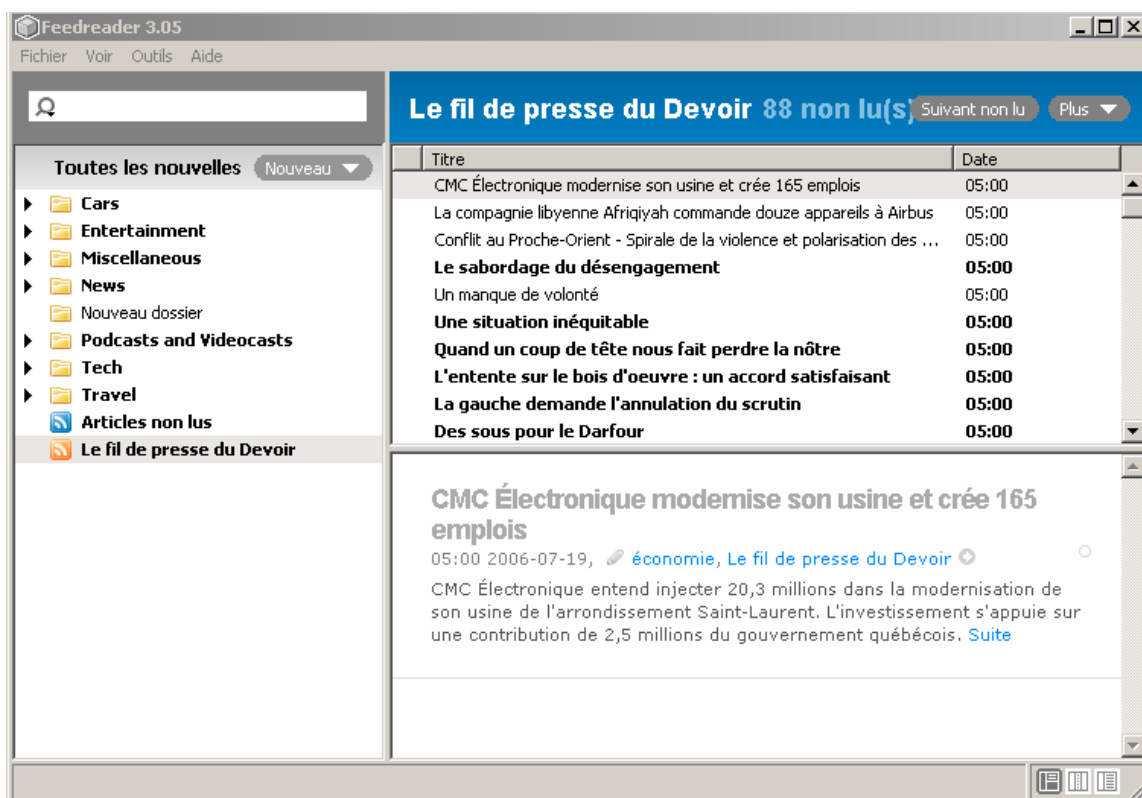 Feedreader 3.05
Fichier Voir Outils Aide
Le fil de presse du Devoir 88 non lu(s) Suivant non lu Plus
Toutes les nouvelles Nouveau
Cars
Entertainment
Miscellaneous
News
Nouveau dossier
Podcasts and Videocasts
Tech
Travel
Articles non lus
Le fil de presse du Devoir
Titre Date
CMC Électronique modernise son usine et crée 165 emplois 05:00
La compagnie libyenne Afriqiyah commande douze appareils à Airbus 05:00
Conflit au Proche-Orient - Spirale de la violence et polarisation des ... 05:00
Le sabordage du désengagement 05:00
Un manque de volonté 05:00
Une situation inéquitable 05:00
Quand un coup de tête nous fait perdre la nôtre 05:00
L'entente sur le bois d'oeuvre : un accord satisfaisant 05:00
La gauche demande l'annulation du scrutin 05:00
Des sous pour le Darfour 05:00
CMC Électronique modernise son usine et crée 165
emplois
05:00 2006-07-19, économie, Le fil de presse du Devoir
CMC Électronique entend injecter 20,3 millions dans la modernisation de
son usine de l'arrondissement Saint-Laurent. L'investissement s'appuie sur
une contribution de 2,5 millions du gouvernement québécois. Suite